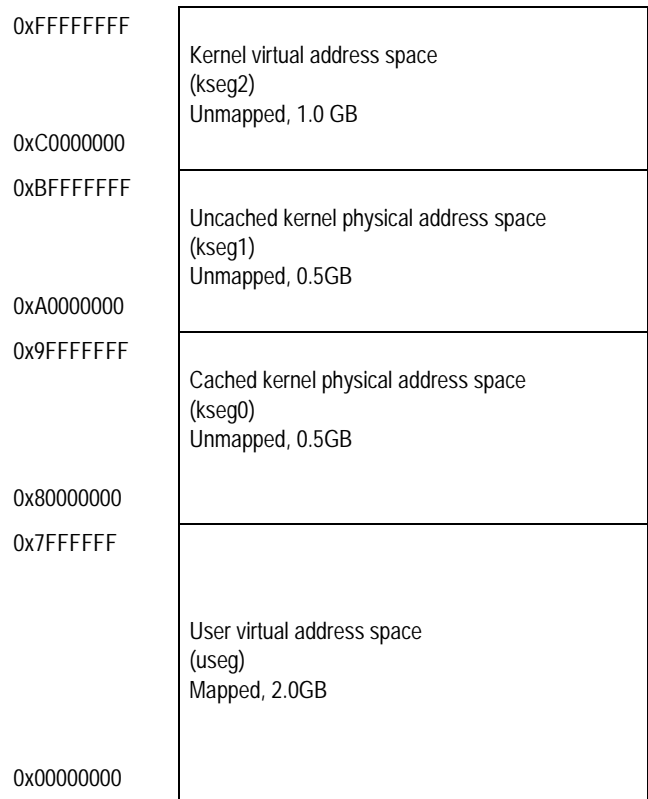 0xFFFFFFFF
Kernel virtual address space
(kseg2)
Unmapped, 1.0 GB
0xC0000000
0xBFFFFFFF
Uncached kernel physical address space
(kseg1)
Unmapped, 0.5GB
0xA0000000
0x9FFFFFFF
Cached kernel physical address space
(kseg0)
Unmapped, 0.5GB
0x80000000
0x7FFFFFF
User virtual address space
(useg)
Mapped, 2.0GB
0x00000000